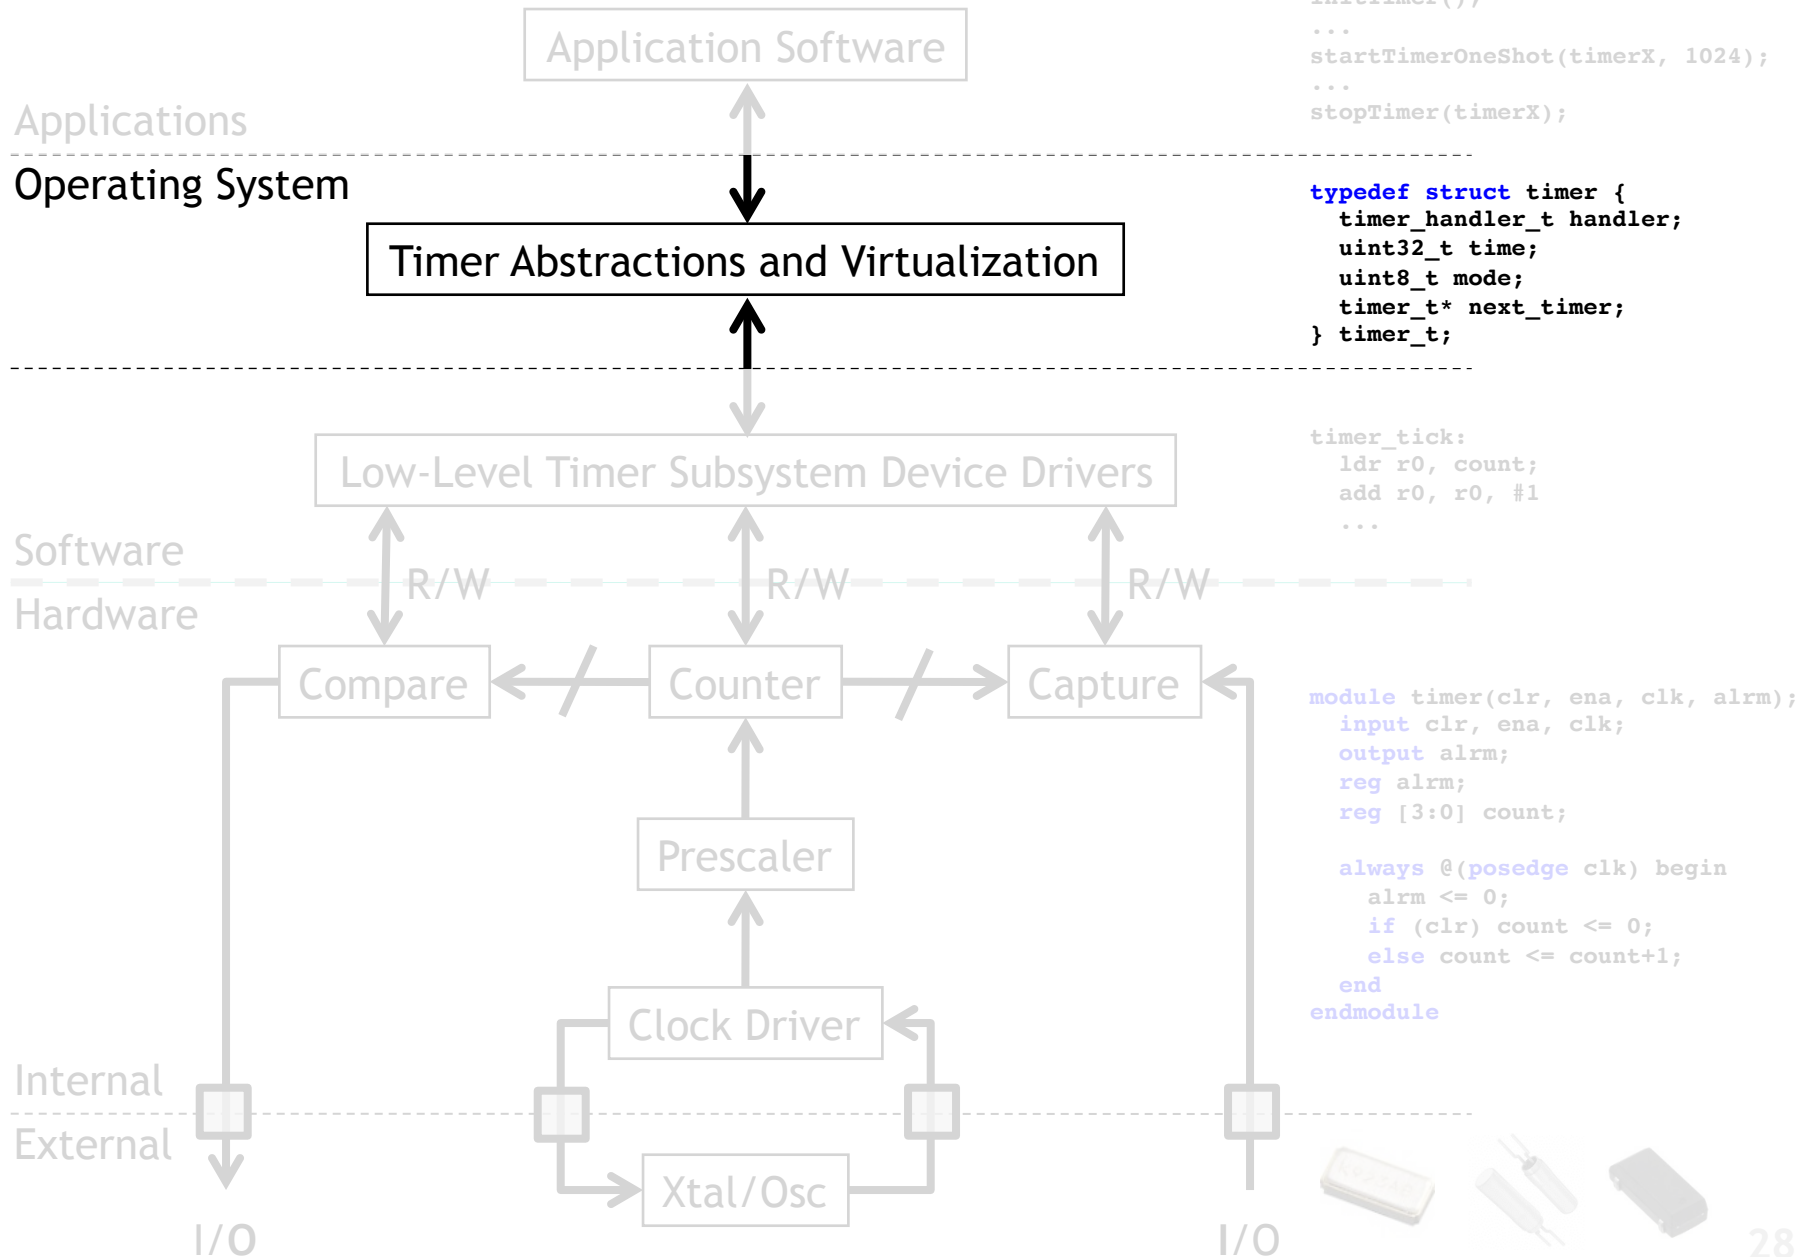 initTimer();
...
Application Software
startTimerOneShot(timerX, 1024);
...
Applications
stopTimer(timerX);
Operating System
typedef struct timer {
timer_handler_t handler;
uint32_t time;
uint8_t mode;
timer_t* next_timer;
} timer_t;
Timer Abstractions and Virtualization
Low-Level Timer Subsystem Device Drivers
timer_tick:
ldr r0, count;
add r0, r0, #1
...
Software
R/W R/W R/W
Hardware
Compare Counter Capture
module timer(clr, ena, clk, alrm);
input clr, ena, clk;
output alrm;
reg alrm;
reg [3:0] count;
always @(posedge clk) begin
alrm <= 0;
if (clr) count <= 0;
else count <= count+1;
end
endmodule
Prescaler
Clock Driver
Internal
External
Xtal/Osc
I/O I/O
28